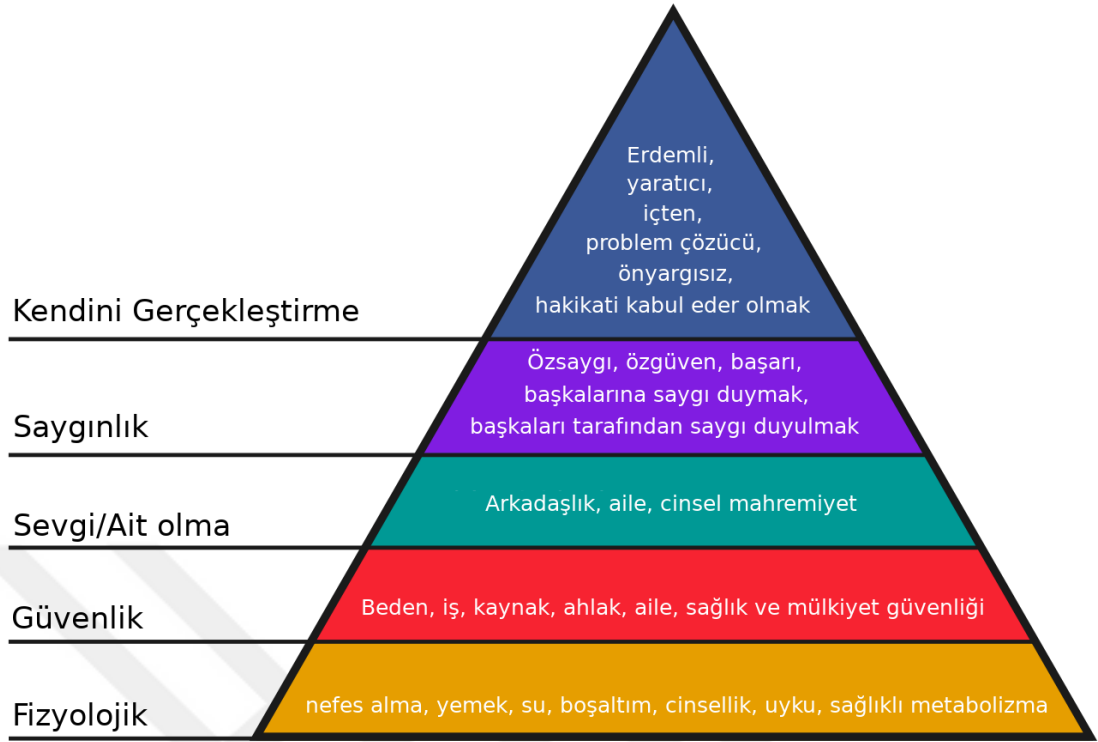 Erdemli,
yaratıcı,
içten,
problem çözücü,
önyargısız,
hakikati kabul eder olmak
Kendini Gerçekleştirme
Özsaygı, özgüven, başarı,
başkalarına saygı duymak,
başkaları tarafından saygı duyulmak
Saygınlık
Arkadaşlık, aile, cinsel mahremiyet
Sevgi/Ait olma
Beden, iş, kaynak, ahlak, aile, sağlık ve mülkiyet güvenliği
Güvenlik
nefes alma, yemek, su, boşaltım, cinsellik, uyku, sağlıklı metabolizma
Fizyolojik